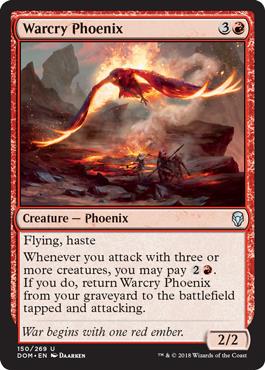 Warcry Phoenix 3
Creature — Phoenix
Flying, haste
Whenever you attack with three or
more creatures, you may pay 2 .
If you do, return Warcry Phoenix
from your graveyard to the battlefield
tapped and attacking.
War begins with one red ember.
2/2
150/269 U
DOM • EN DAARKEN
™ & © 2018 Wizards of the Coast